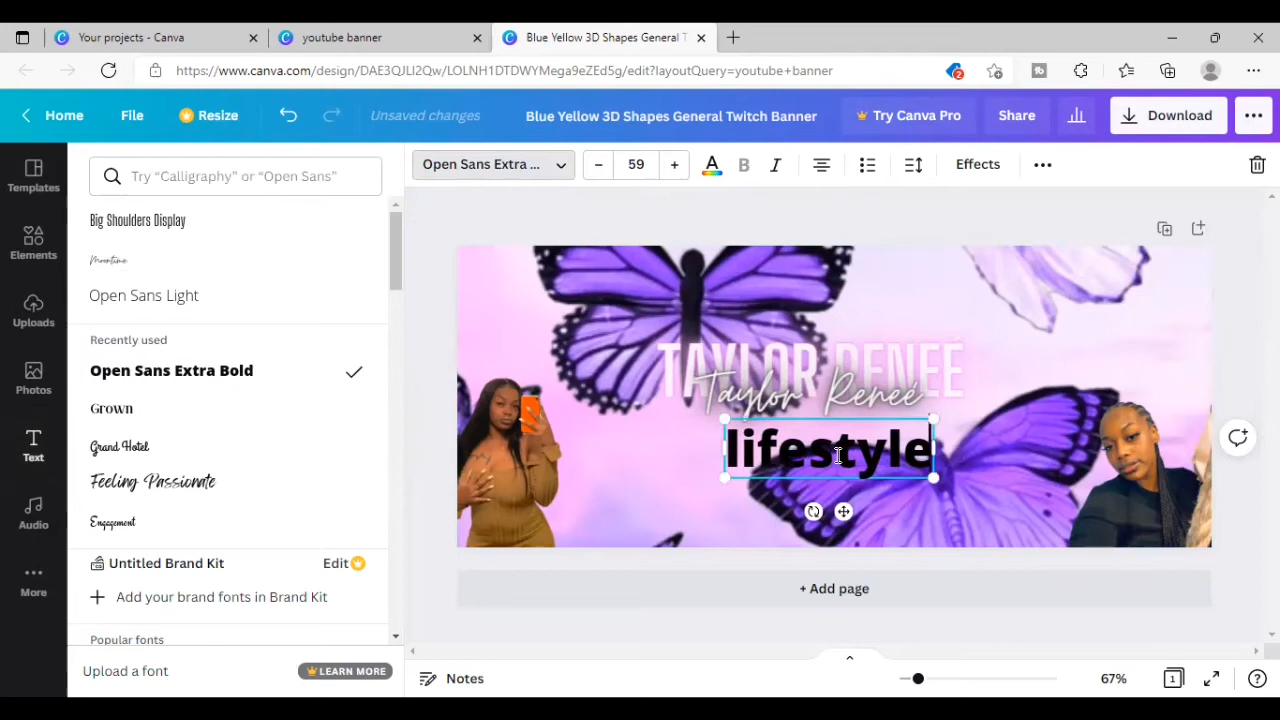 Your projects - Canva
youtube banner
Blue Yellow 3D Shapes General T
https://www.canva.com/design/DAE3QJLI2Qw/LOLNH1DTDWYMega9eZEd5g/edit?layoutQuery=youtube+banner
2
Home
File
Resize
Unsaved changes
Blue Yellow 3D Shapes General Twitch Banner
Try Canva Pro
Share
Download
Templates
Elements
Uploads
Photos
Text
Audio
More
Try “Calligraphy” or “Open Sans”
Big Shoulders Display
Moontime
Open Sans Light
Recently used
Open Sans Extra Bold
Grown
Grand Hotel
Feeling Passionate
Engagement
Untitled Brand Kit
Edit
Add your brand fonts in Brand Kit
Popular fonts
Upload a font
LEARN MORE
Open Sans Extra ...
59
A
B
I
Effects
TAYLOR RENEÉ
Taylor Reneé
lifestyle
+ Add page
Notes
67%
1